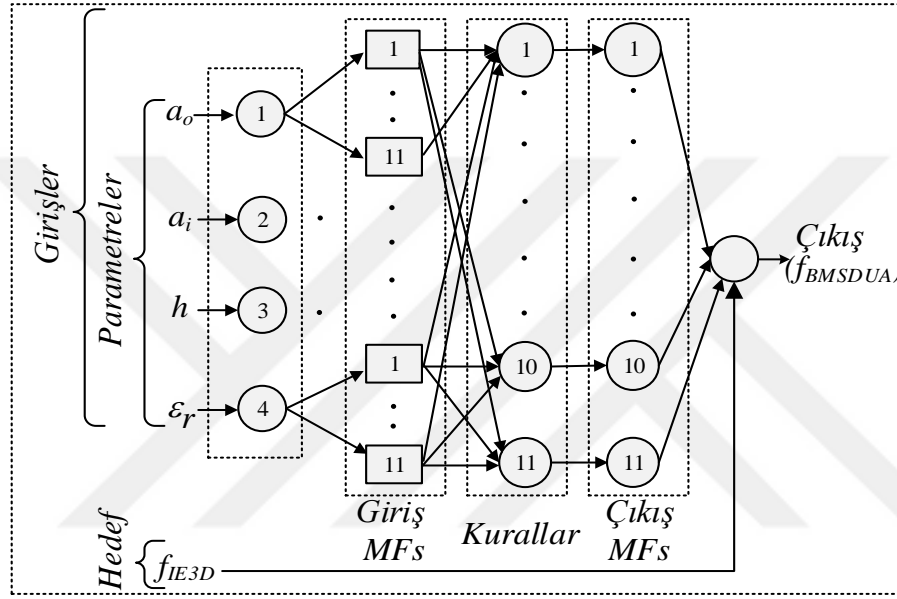 Girişler
Parametreler
a_o
a_i
h
ε_r
1
2
3
4
1
11
1
11
1
10
11
1
10
11
Giriş
MFs
Kurallar
Çıkış
MFs
Çıkış
(f_BMSDUA)
Hedef
f_IE3D